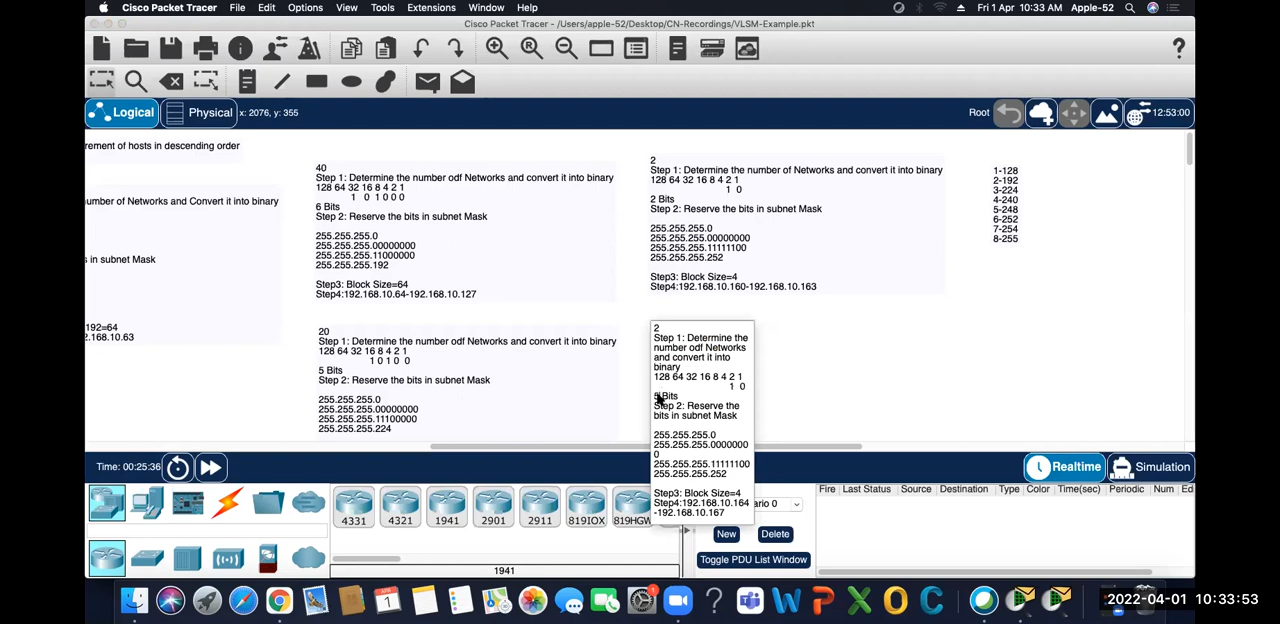 Cisco Packet Tracer File Edit Options View Tools Extensions Window Help
Fri 1 Apr 10:33 AM Apple-52
Cisco Packet Tracer - /Users/apple-52/Desktop/CN-Recordings/VLSM-Example.pkt
Logical Physical x: 2076, y: 355
Root 12:53:00
rement of hosts in descending order
umber of Networks and Convert it into binary
s in subnet Mask
192=64
2.168.10.63
40
Step 1: Determine the number odf Networks and convert it into binary
128 64 32 16 8 4 2 1
1 0 1 0 0 0
6 Bits
Step 2: Reserve the bits in subnet Mask
255.255.255.0
255.255.255.00000000
255.255.255.11000000
255.255.255.192
Step3: Block Size=64
Step4:192.168.10.64-192.168.10.127
20
Step 1: Determine the number odf Networks and convert it into binary
128 64 32 16 8 4 2 1
1 0 1 0 0
5 Bits
Step 2: Reserve the bits in subnet Mask
255.255.255.0
255.255.255.00000000
255.255.255.11100000
255.255.255.224
2
Step 1: Determine the number of Networks and convert it into binary
128 64 32 16 8 4 2 1
1 0
2 Bits
Step 2: Reserve the bits in subnet Mask
255.255.255.0
255.255.255.00000000
255.255.255.11111100
255.255.255.252
Step3: Block Size=4
Step4:192.168.10.160-192.168.10.163
2
Step 1: Determine the
number odf Networks
and convert it into
binary
128 64 32 16 8 4 2 1
1 0
5 Bits
Step 2: Reserve the
bits in subnet Mask
255.255.255.0
255.255.255.0000000
0
255.255.255.11111100
255.255.255.252
Step3: Block Size=4
Step4:192.168.10.164
-192.168.10.167
1-128
2-192
3-224
4-240
5-248
6-252
7-254
8-255
Time: 00:25:36
Realtime Simulation
4331 4321 1941 2901 2911 819IOX 819HGW
1941
ario 0
New Delete
Toggle PDU List Window
Fire Last Status Source Destination Type Color Time(sec) Periodic Num Ed
2022-04-01 10:33:53